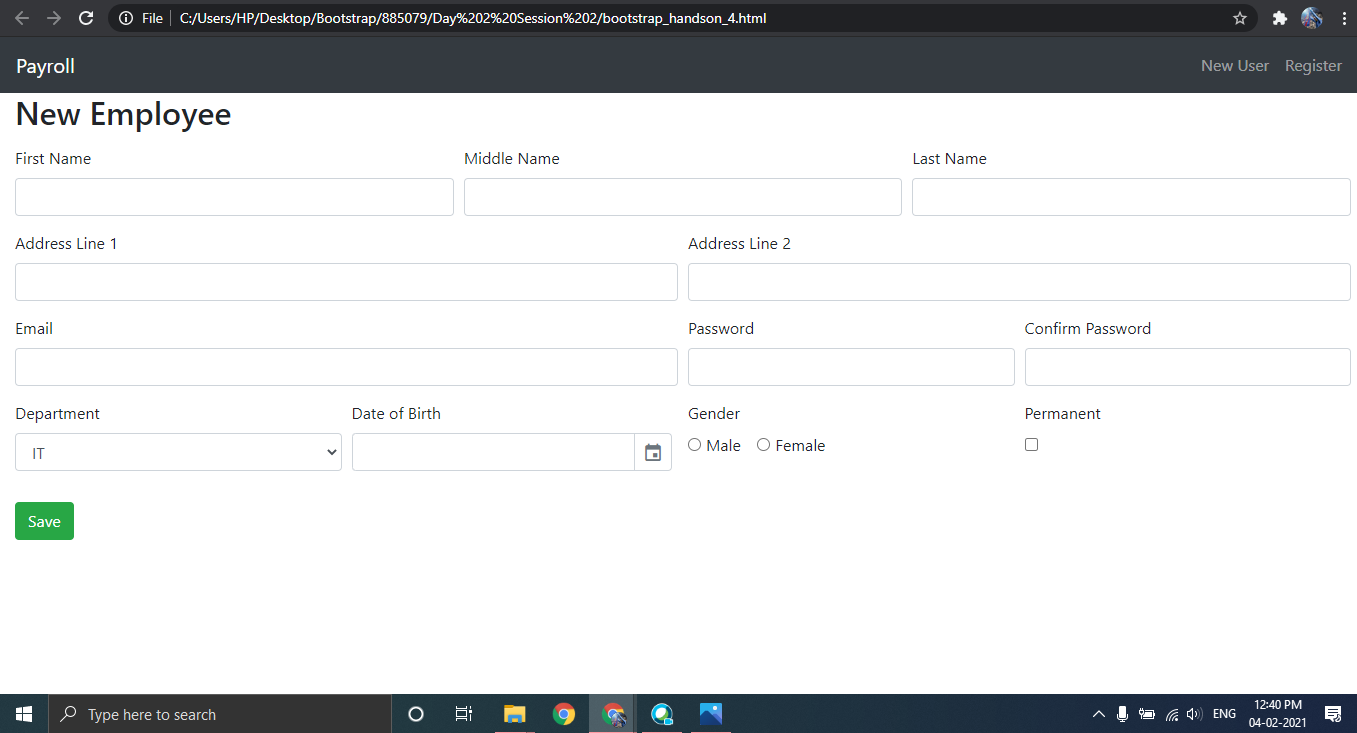 File C:/Users/HP/Desktop/Bootstrap/885079/Day%202%20Session%202/bootstrap_handson_4.html
Payroll New User Register
New Employee
First Name Middle Name Last Name
Address Line 1 Address Line 2
Email Password Confirm Password
Department Date of Birth Gender Permanent
IT Male Female
Save
Type here to search ENG 12:40 PM
04-02-2021